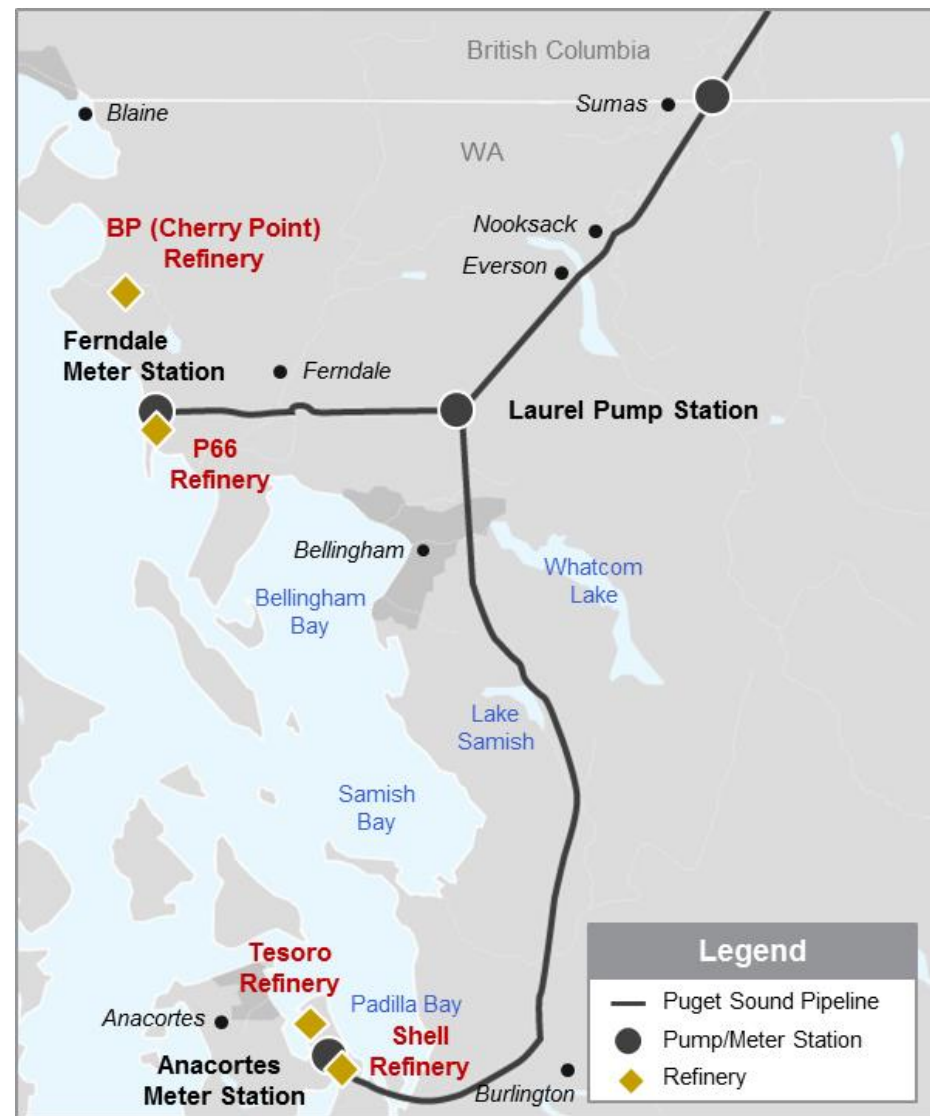 British Columbia
Sumas
Blaine
WA
BP (Cherry Point)
Refinery
Nooksack
Everson
Ferndale
Meter Station
Ferndale
Laurel Pump Station
P66
Refinery
Bellingham
Whatcom
Lake
Bellingham
Bay
Lake
Samish
Samish
Bay
Tesoro
Refinery
Padilla Bay
Anacortes
Shell
Refinery
Anacortes
Meter Station
Burlington
Legend
Puget Sound Pipeline
Pump/Meter Station
Refinery